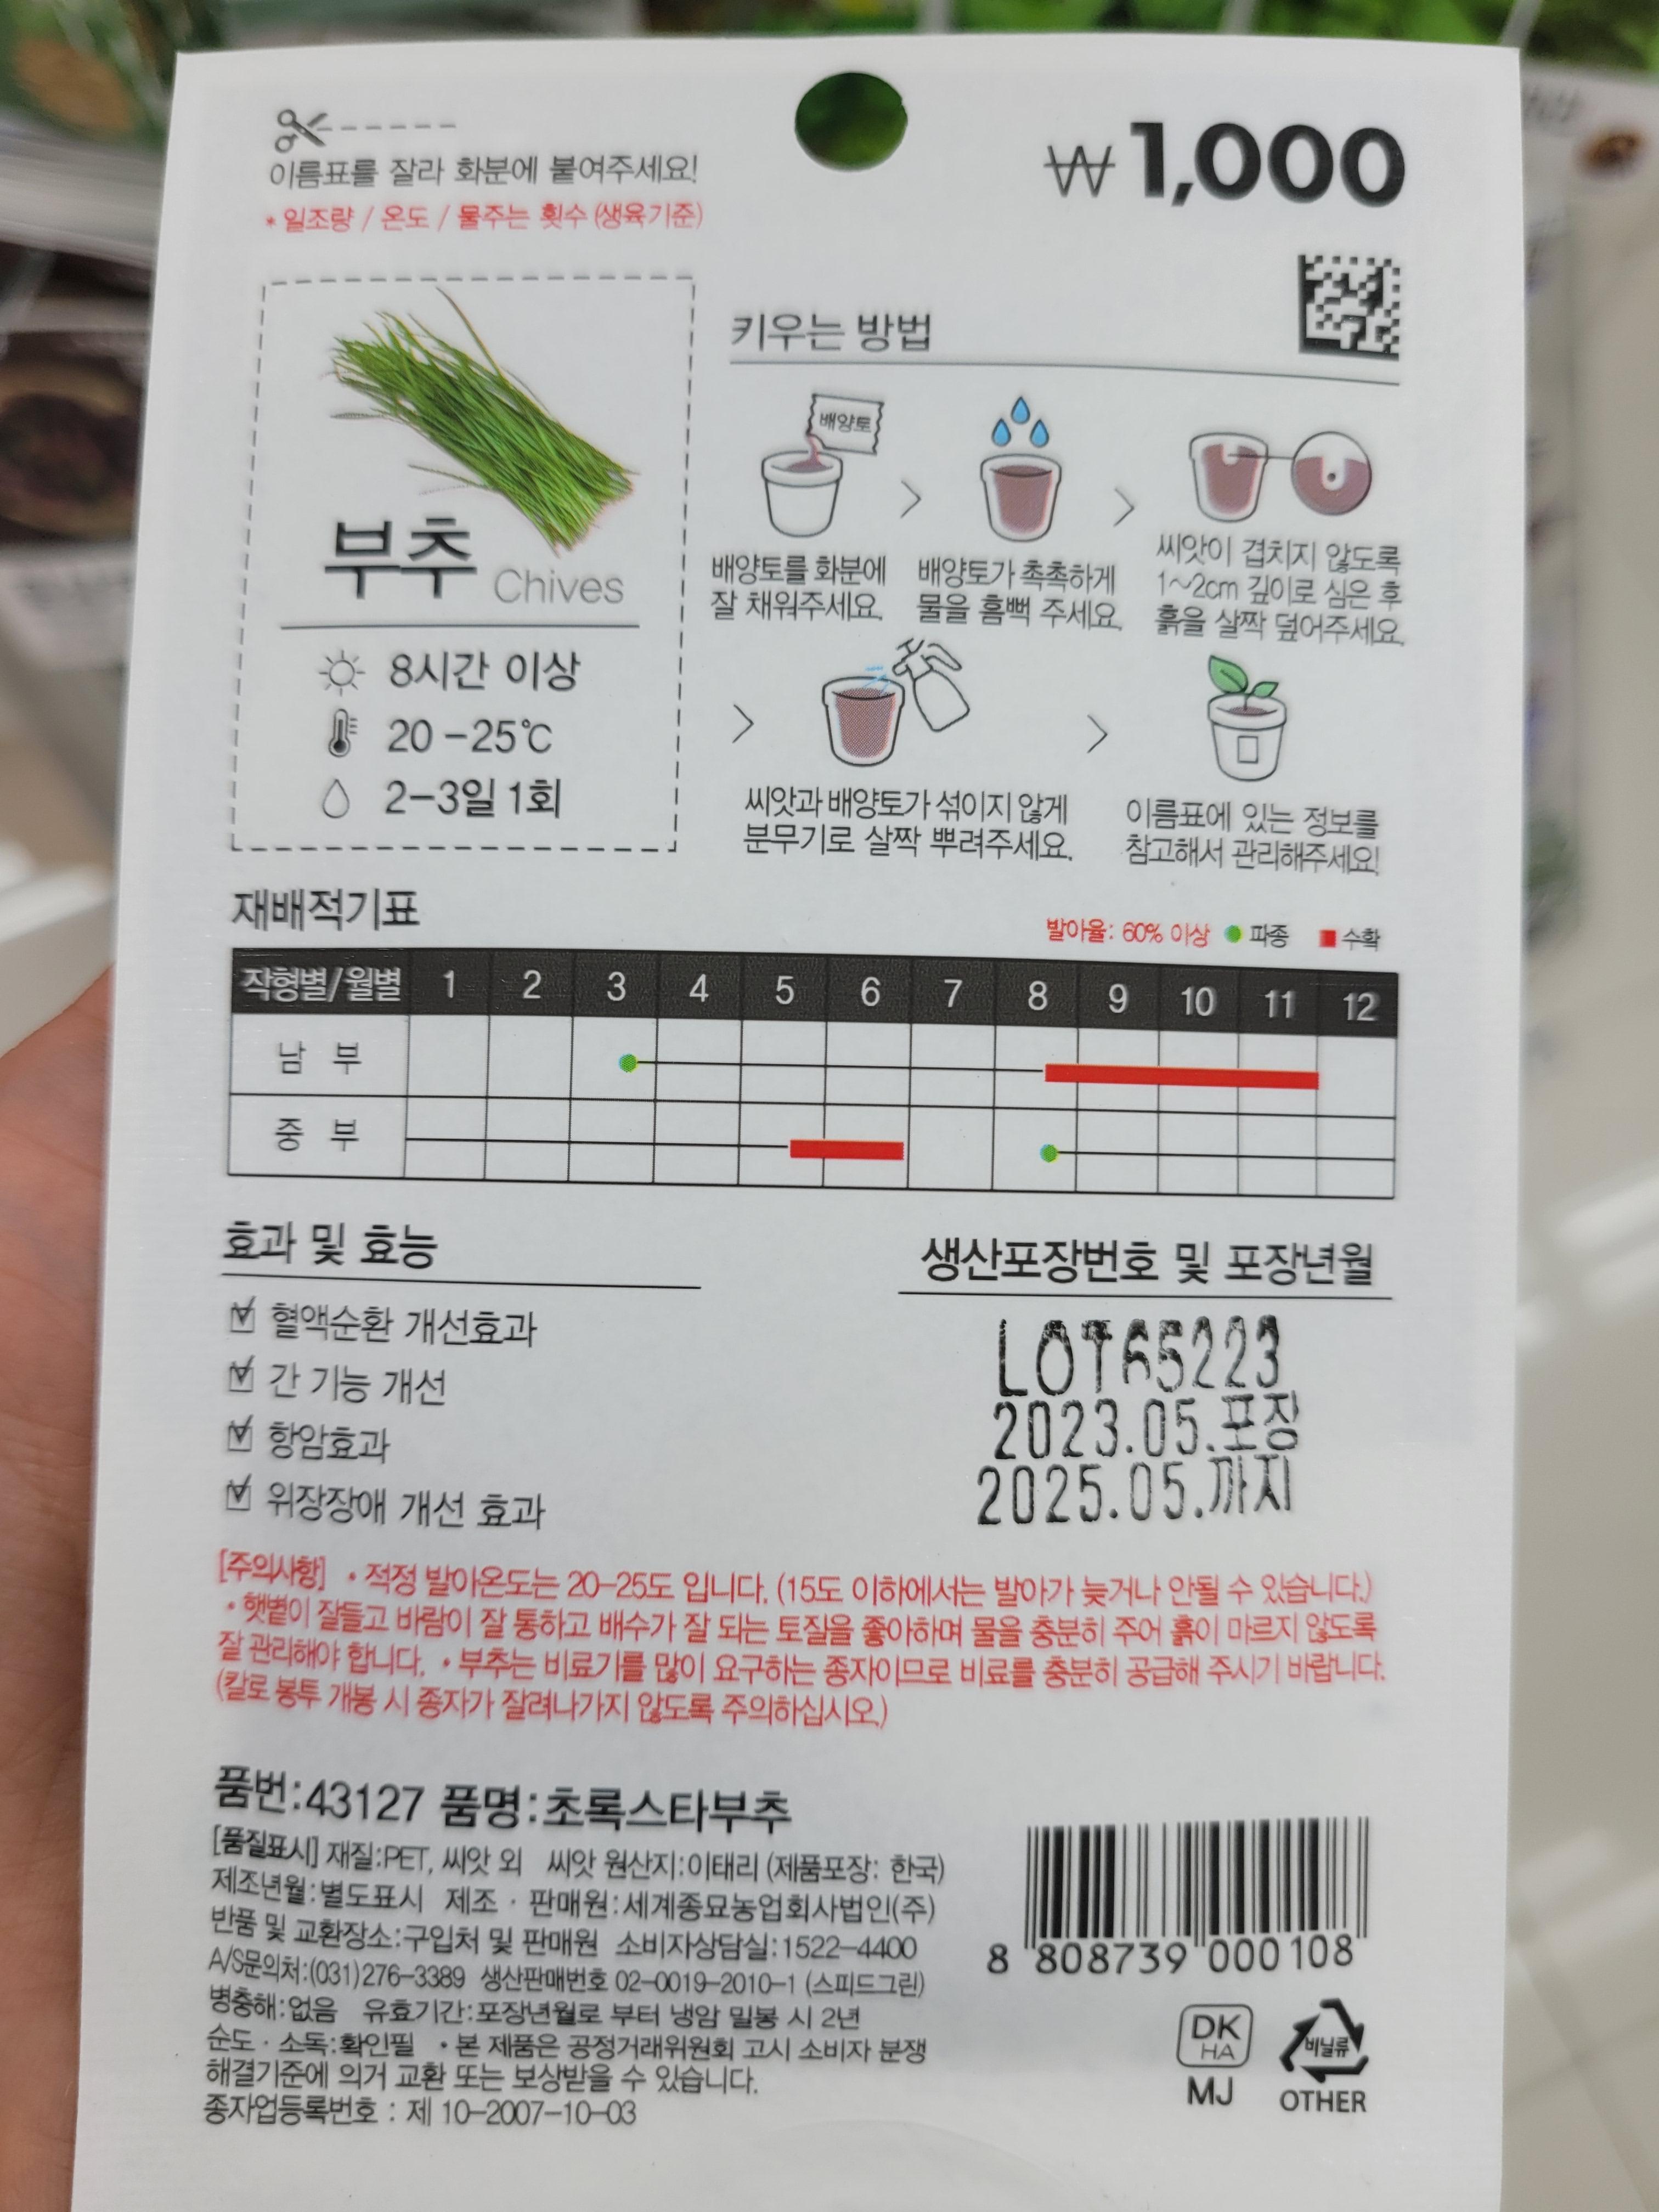 이름표를 잘라 화분에 붙여주세요!
* 일조량 / 온도 / 물주는 횟수 (생육기준)
₩1,000
부추 Chives
8시간 이상
20-25℃
2-3일 1회
키우는 방법
배양토
배양토를 화분에
잘 채워주세요.
배양토가 촉촉하게
물을 흠뻑 주세요.
씨앗이 겹치지 않도록
1~2cm 깊이로 심은 후
흙을 살짝 덮어주세요.
씨앗과 배양토가 섞이지 않게
분무기로 살짝 뿌려주세요.
이름표에 있는 정보를
참고해서 관리해주세요!
재배적기표
발아율: 60% 이상 파종 수확
작형별/월별 1 2 3 4 5 6 7 8 9 10 11 12
남 부
중 부
효과 및 효능
혈액순환 개선효과
간 기능 개선
항암효과
위장장애 개선 효과
생산포장번호 및 포장년월
LOT65223
2023.05.포장
2025.05.까지
[주의사항] • 적정 발아온도는 20-25도 입니다. (15도 이하에서는 발아가 늦거나 안될 수 있습니다.)
• 햇볕이 잘들고 바람이 잘 통하고 배수가 잘 되는 토질을 좋아하며 물을 충분히 주어 흙이 마르지 않도록
잘 관리해야 합니다. • 부추는 비료기를 많이 요구하는 종자이므로 비료를 충분히 공급해 주시기 바랍니다.
(칼로 봉투 개봉 시 종자가 잘려나가지 않도록 주의하십시오.)
품번:43127 품명:초록스타부추
[품질표시] 재질:PET, 씨앗 외 씨앗 원산지:이태리 (제품포장: 한국)
제조년월:별도표시 제조 · 판매원:세계종묘농업회사법인(주)
반품 및 교환장소:구입처 및 판매원 소비자상담실:1522-4400
A/S문의처:(031)276-3389 생산판매번호 02-0019-2010-1 (스피드그린)
병충해:없음 유효기간:포장년월로 부터 냉암 밀봉 시 2년
순도 · 소독:확인필 • 본 제품은 공정거래위원회 고시 소비자 분쟁
해결기준에 의거 교환 또는 보상받을 수 있습니다.
종자업등록번호 : 제 10-2007-10-03
8 808739 000108
DK
HA
MJ
비닐류
OTHER